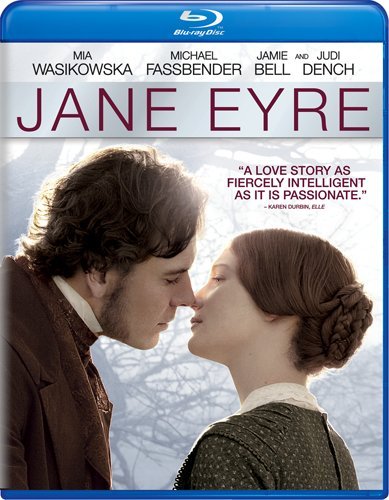 Blu-ray Disc
MIA WASIKOWSKA
MICHAEL FASSBENDER
JAMIE BELL AND JUDI DENCH
JANE EYRE
“A LOVE STORY AS
FIERCELY INTELLIGENT
AS IT IS PASSIONATE.”
– KAREN DURBIN, ELLE